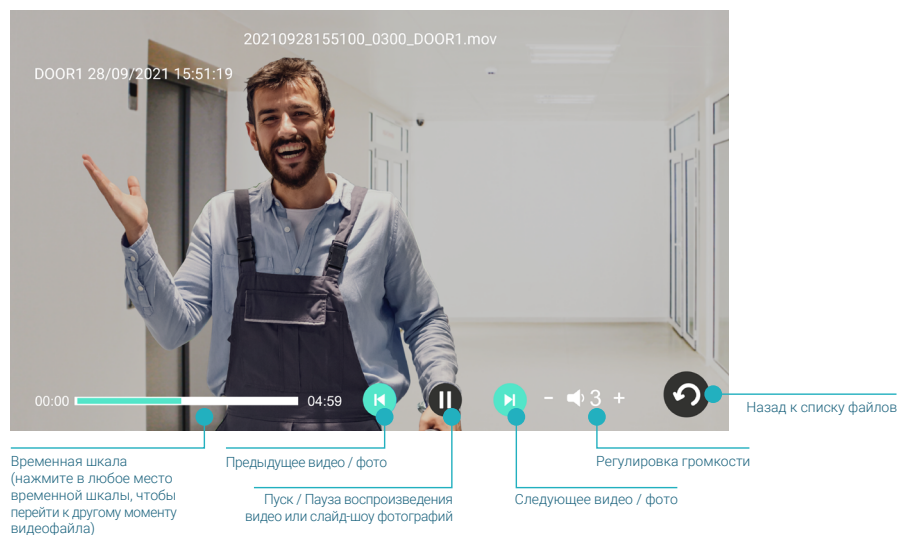 20210928155100_0300_DOOR1.mov
DOOR1 28/09/2021 15:51:19
00:00
04:59
3
Назад к списку файлов
Временная шкала
(нажмите в любое место
временной шкалы, чтобы
перейти к другому моменту
видеофайла)
Предыдущее видео / фото
Регулировка громкости
Пуск / Пауза воспроизведения
видео или слайд-шоу фотографий
Следующее видео / фото